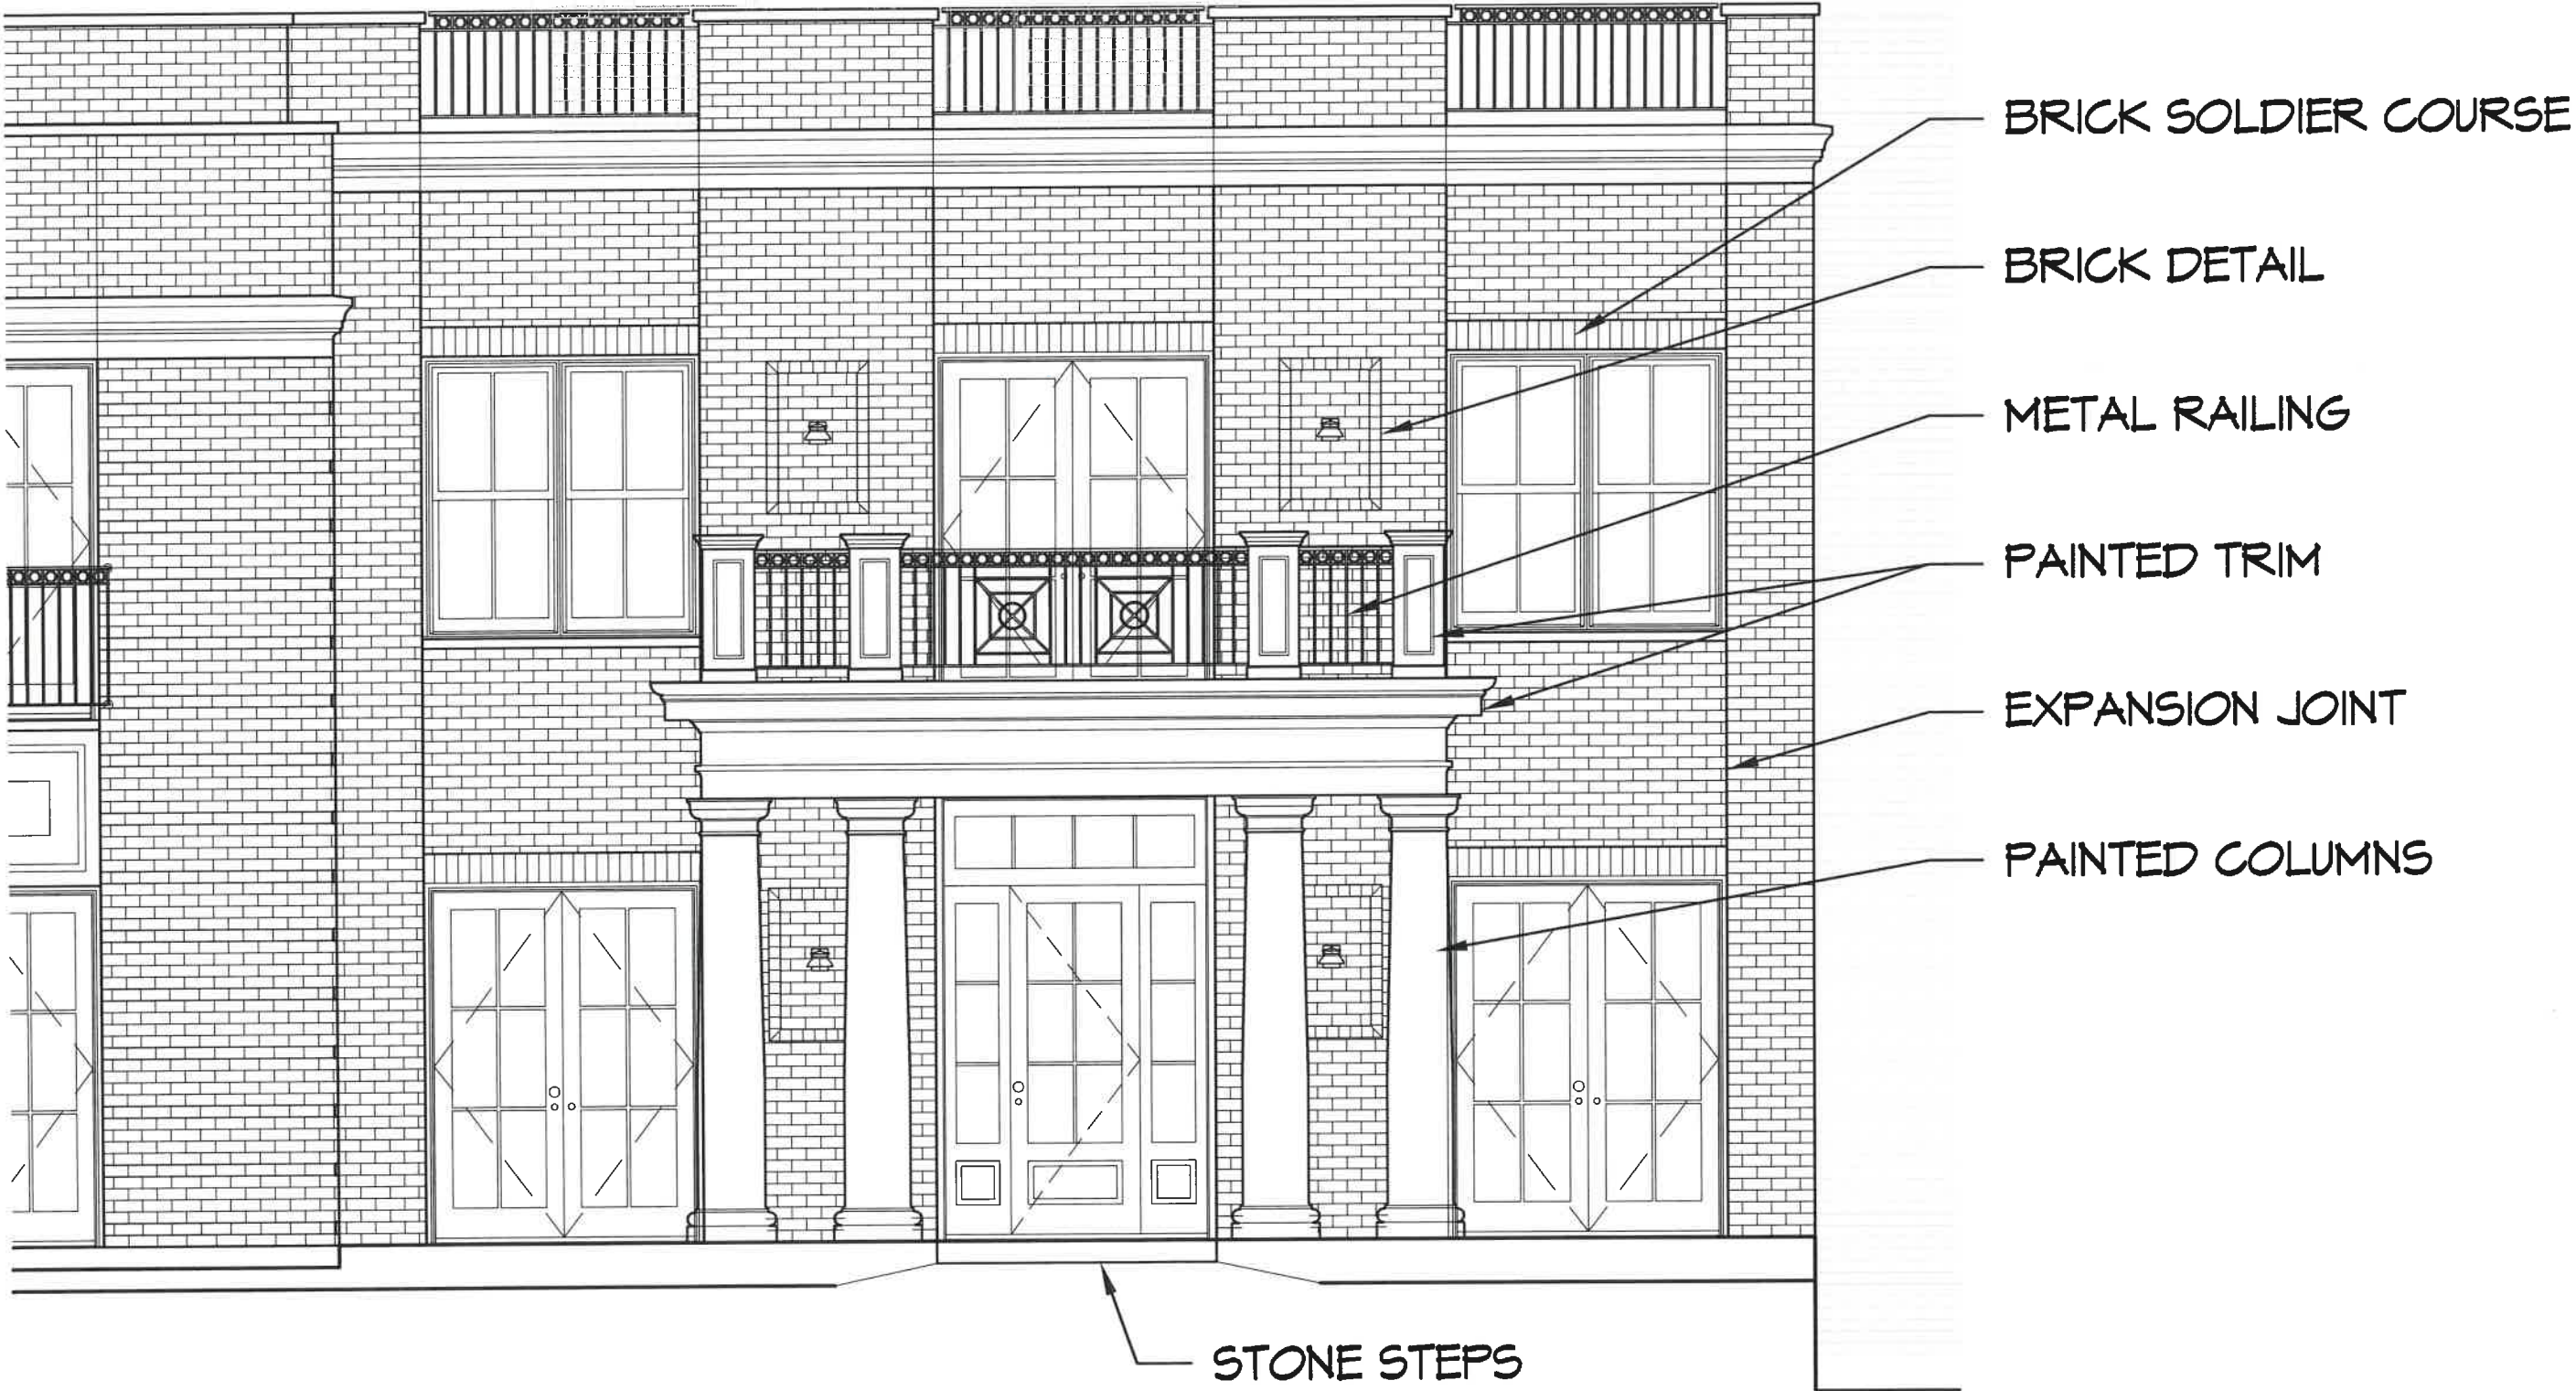 BRICK SOLDIER COURSE
BRICK DETAIL
METAL RAILING
PAINTED TRIM
EXPANSION JOINT
PAINTED COLUMNS
STONE STEPS